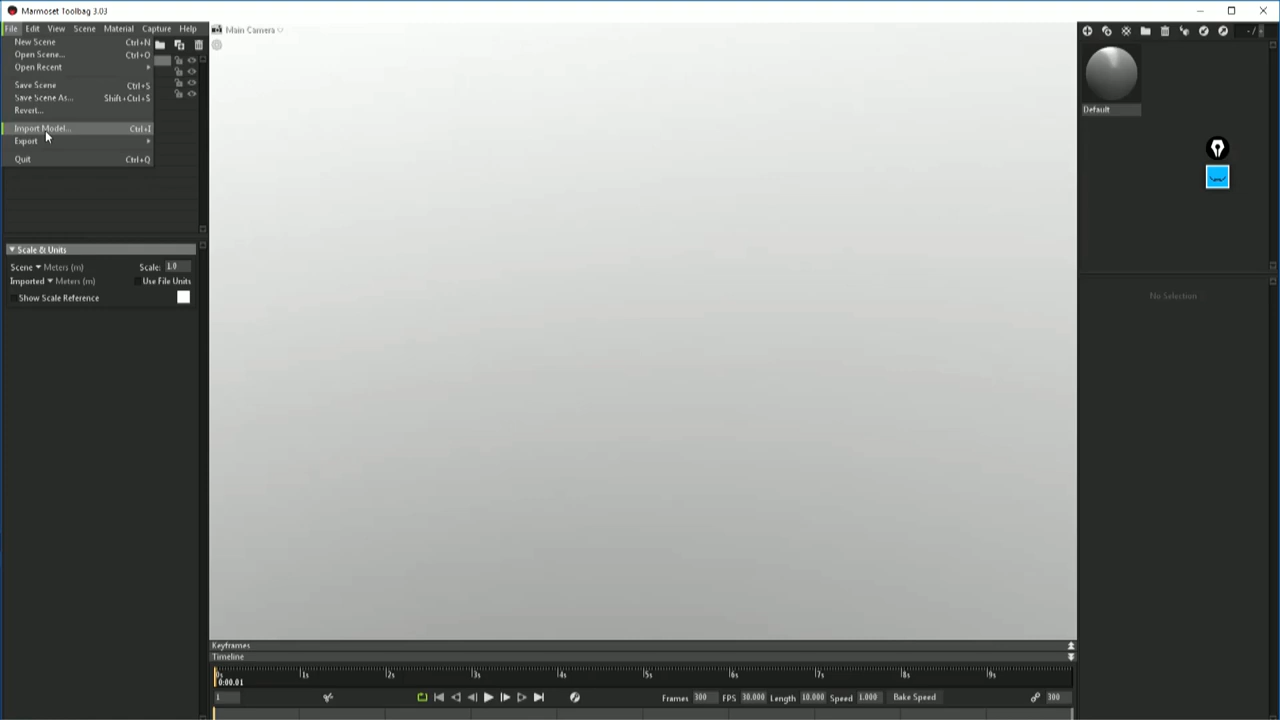 Marmoset Toolbag 3.03
File Edit View Scene Material Capture Help
Main Camera
New Scene Ctrl+N
Open Scene... Ctrl+O
Open Recent
Save Scene Ctrl+S
Save Scene As... Shift+Ctrl+S
Revert...
Import Model... Ctrl+I
Export
Quit Ctrl+Q
Default
Scale & Units
Scene Meters (m) Scale: 1.0
Imported Meters (m) Use File Units
Show Scale Reference
No Selection
Keyframes
Timeline
0s 1s 2s 3s 4s 5s 6s 7s 8s 9s
0:00.01
1 Frames 300 FPS 30.000 Length 10.000 Speed 1.000 Bake Speed 300